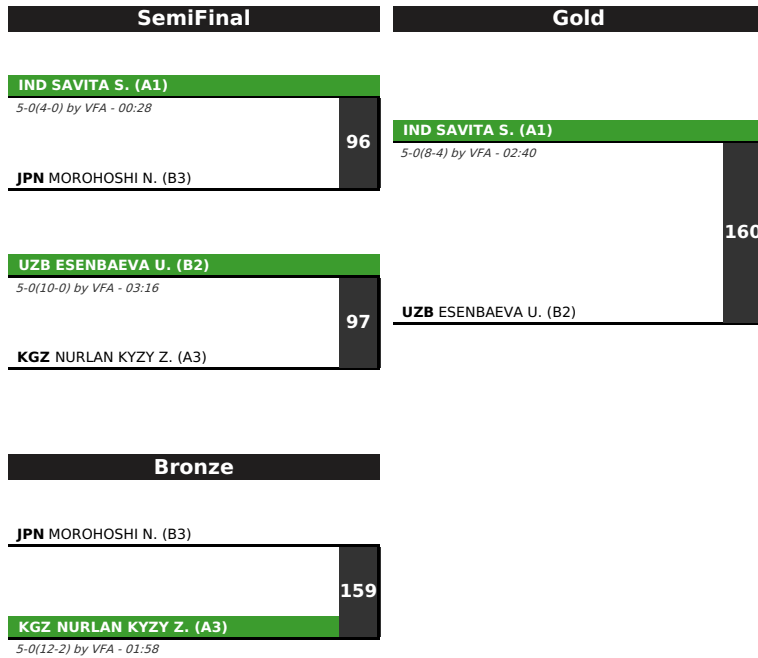 SemiFinal
IND SAVITA S. (A1)
5-0(4-0) by VFA - 00:28
96
JPN MOROHOSHI N. (B3)
UZB ESENBAEVA U. (B2)
5-0(10-0) by VFA - 03:16
97
KGZ NURLAN KYZY Z. (A3)
Gold
IND SAVITA S. (A1)
5-0(8-4) by VFA - 02:40
160
UZB ESENBAEVA U. (B2)
Bronze
JPN MOROHOSHI N. (B3)
159
KGZ NURLAN KYZY Z. (A3)
5-0(12-2) by VFA - 01:58